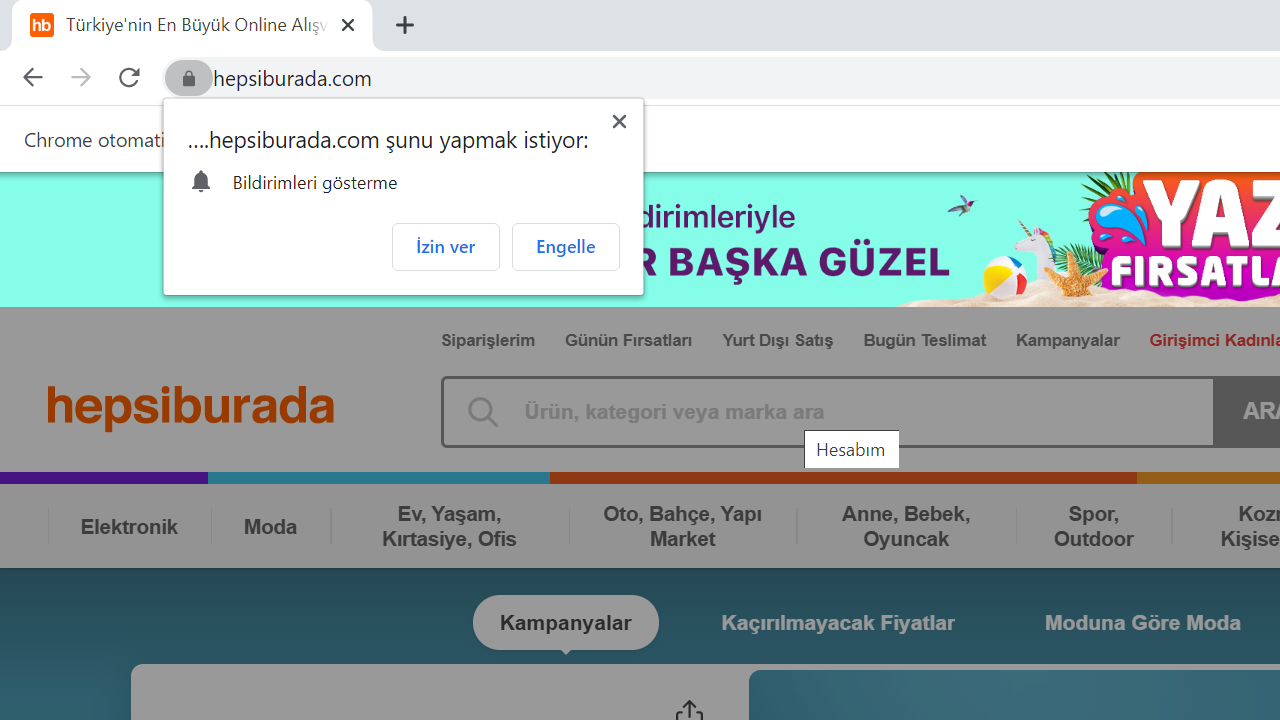 hb Türkiye'nin En Büyük Online Alışv
hepsiburada.com
Chrome otomati
....hepsiburada.com şunu yapmak istiyor:
Bildirimleri gösterme
İzin ver
Engelle
dirimleriyle
R BAŞKA GÜZEL
YAZ
FIRSATLA
Siparişlerim
Günün Fırsatları
Yurt Dışı Satış
Bugün Teslimat
Kampanyalar
Girişimci Kadınla
hepsiburada
Ürün, kategori veya marka ara
ARA
Hesabım
Elektronik
Moda
Ev, Yaşam,
Kırtasiye, Ofis
Oto, Bahçe, Yapı
Market
Anne, Bebek,
Oyuncak
Spor,
Outdoor
Kozm
Kişise
Kampanyalar
Kaçırılmayacak Fiyatlar
Moduna Göre Moda